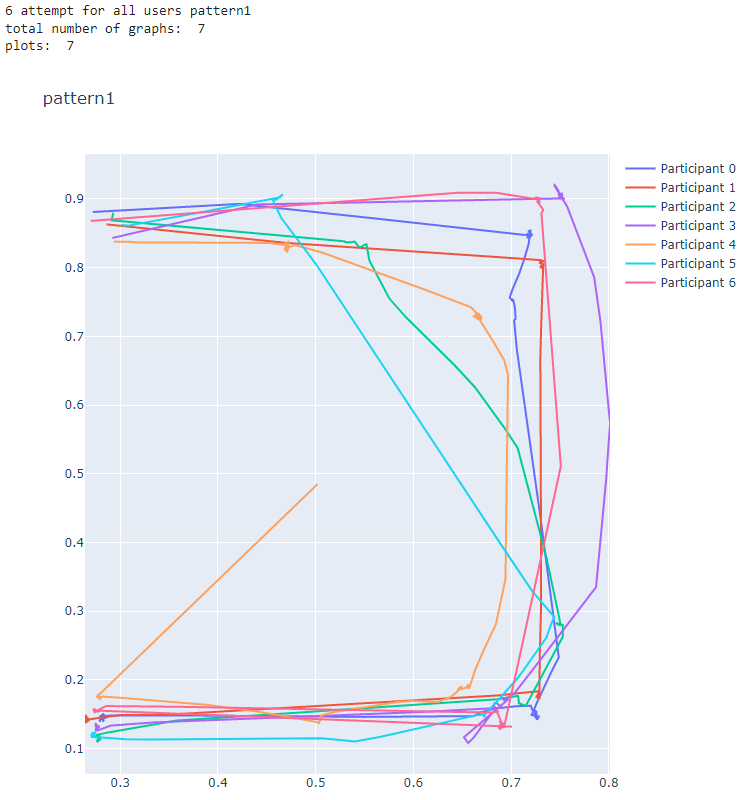 6 attempt for all users pattern1
total number of graphs:  7
plots:  7
pattern1
Participant 0
Participant 1
Participant 2
Participant 3
Participant 4
Participant 5
Participant 6
0.9
0.8
0.7
0.6
0.5
0.4
0.3
0.2
0.1
0.3
0.4
0.5
0.6
0.7
0.8